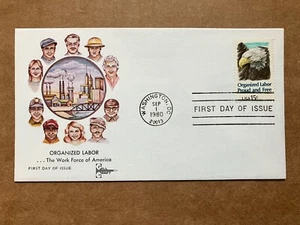 ORGANIZED LABOR
... The Work Force of America
FIRST DAY OF ISSUE
WASHINGTON, DC
SEP
1
1980
20013
Organized Labor
Proud and Free
USA 15c
FIRST DAY OF ISSUE